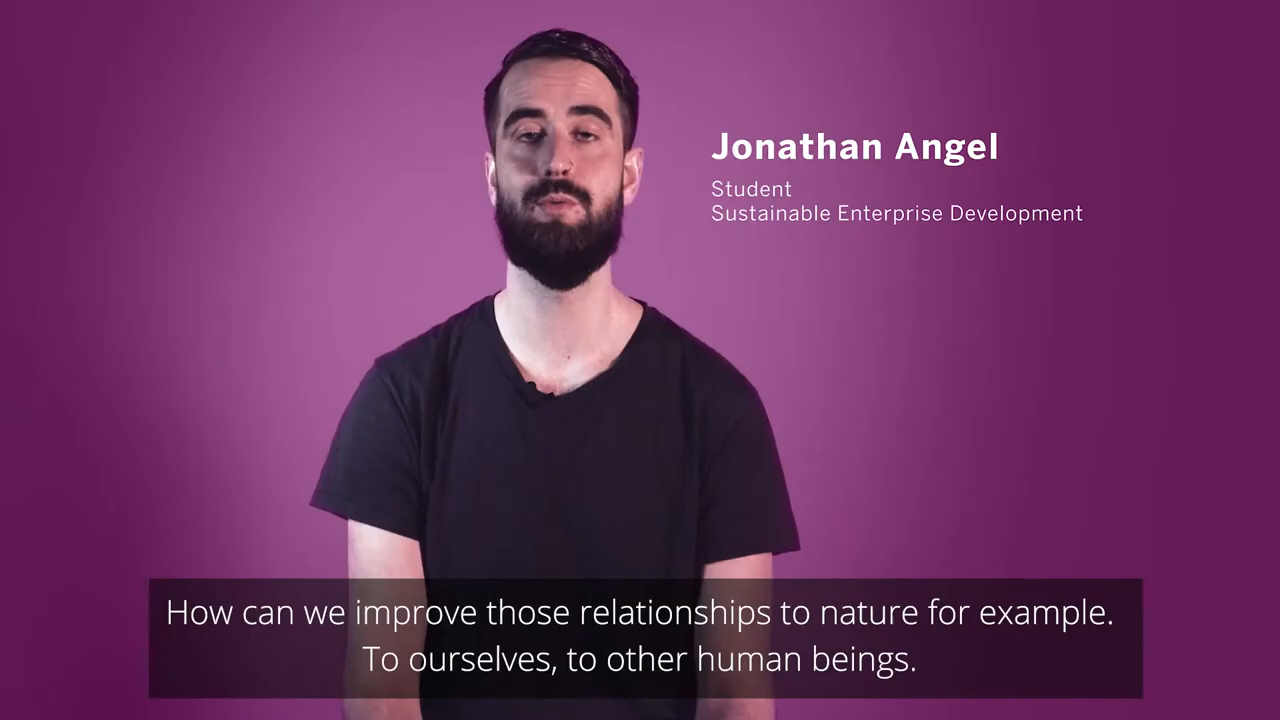 Jonathan Angel
Student
Sustainable Enterprise Development
How can we improve those relationships to nature for example.
To ourselves, to other human beings.